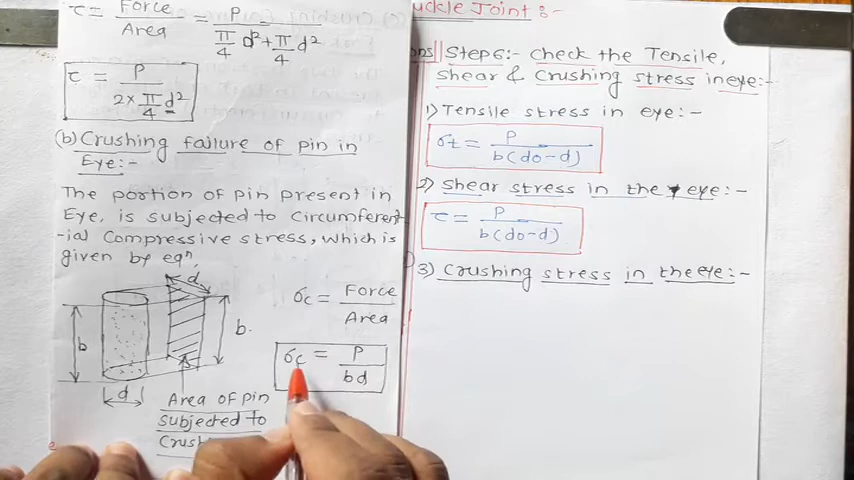 τ = Force / Area = P / (π/4 d² + π/4 d²)
τ = P / (2 × π/4 d²)
(b) Crushing failure of pin in
Eye:-
The portion of pin present in
Eye, is subjected to Circumferent
-ial Compressive stress, which is
given by eqⁿ,
d
b
b.
d
σc = Force / Area
σc = P / bd
Area of pin
subjected to
uckle Joint :-
Step 6:- Check the Tensile,
shear & Crushing stress in eye:-
1) Tensile stress in eye:-
σt = P / b(do-d)
2) Shear stress in the eye:-
τ = P / b(do-d)
3) Crushing stress in the eye:-